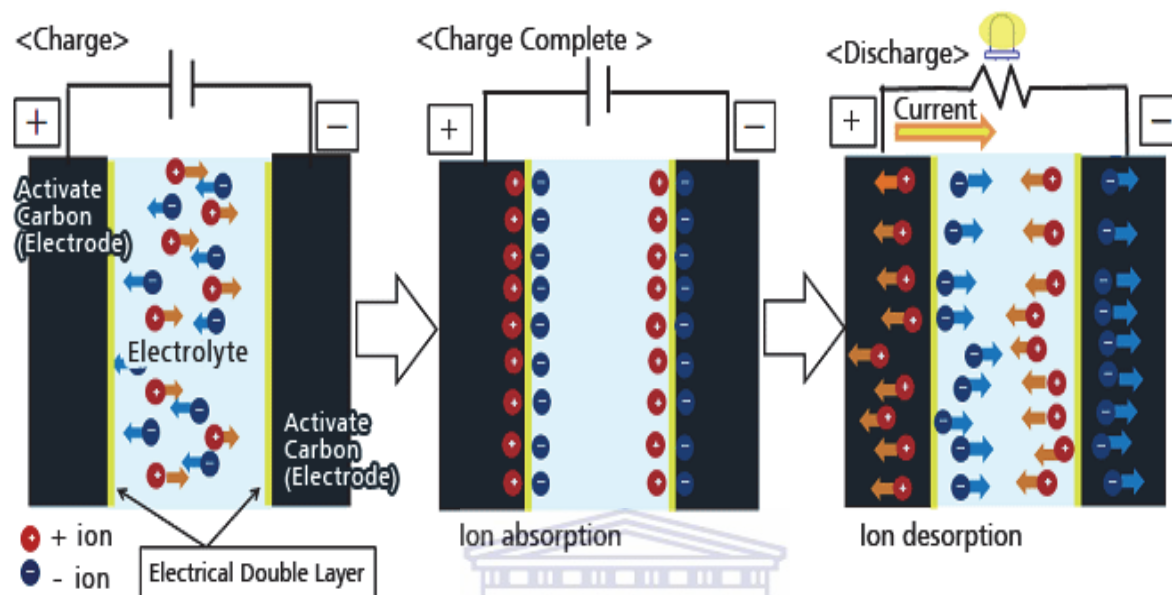 <Charge>
+
−
Activate
Carbon
(Electrode)
Electrolyte
Activate
Carbon
(Electrode)
+ ion
- ion
Electrical Double Layer
<Charge Complete >
+
−
Ion absorption
<Discharge>
+
Current
−
Ion desorption